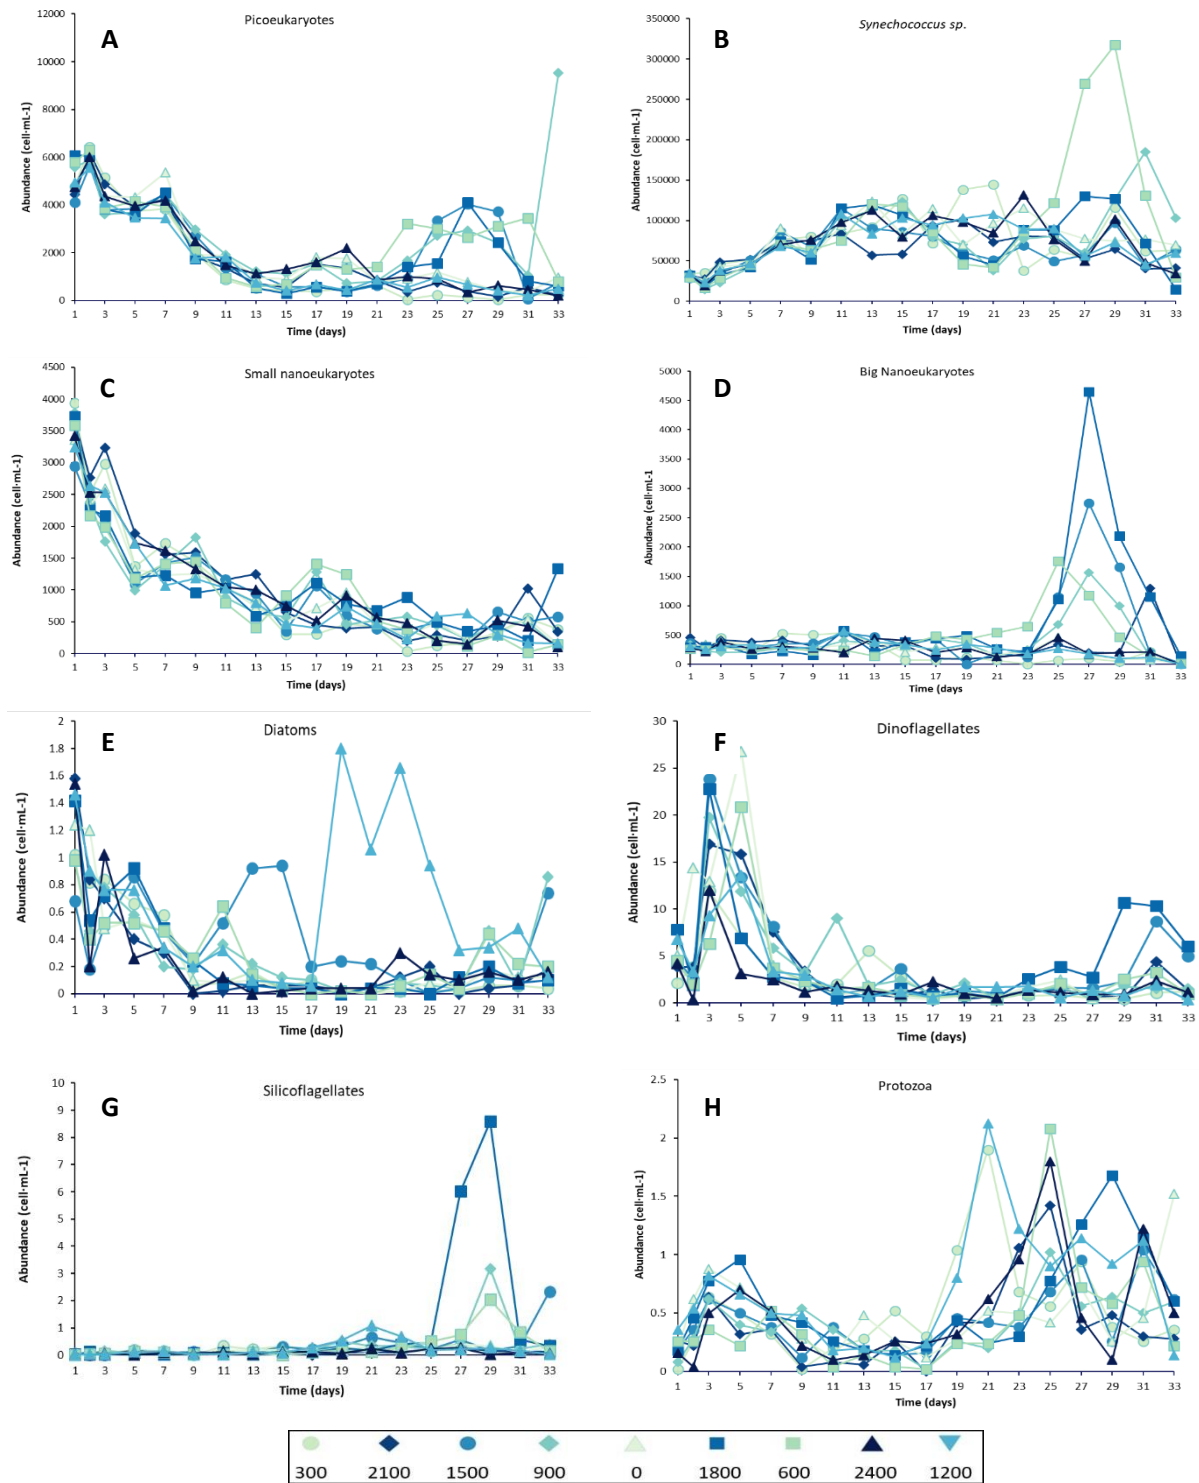 A
Picoeukaryotes
Abundance (cell·mL-1)
12000
10000
8000
6000
4000
2000
0
1 3 5 7 9 11 13 15 17 19 21 23 25 27 29 31 33
Time (days)
B
Synechococcus sp.
Abundance (cell·mL-1)
350000
300000
250000
200000
150000
100000
50000
0
1 3 5 7 9 11 13 15 17 19 21 23 25 27 29 31 33
Time (days)
C
Small nanoeukaryotes
Abundance (cell·mL-1)
4500
4000
3500
3000
2500
2000
1500
1000
500
0
1 3 5 7 9 11 13 15 17 19 21 23 25 27 29 31 33
Time (days)
D
Big Nanoeukaryotes
Abundance (cell·mL-1
5000
4500
4000
3500
3000
2500
2000
1500
1000
500
0
1 3 5 7 9 11 13 15 17 19 21 23 25 27 29 31 33
Time (days
E
Diatoms
Abundance (cell·mL-1)
2
1.8
1.6
1.4
1.2
1
0.8
0.6
0.4
0.2
0
1 3 5 7 9 11 13 15 17 19 21 23 25 27 29 31 33
Time (days)
F
Dinoflagellates
Abundance (cell·mL-1)
30
25
20
15
10
5
0
1 3 5 7 9 11 13 15 17 19 21 23 25 27 29 31 33
Time (days)
G
Silicoflagellates
Abundance (cell·mL-1)
10
9
8
7
6
5
4
3
2
1
0
1 3 5 7 9 11 13 15 17 19 21 23 25 27 29 31 33
Time (days)
H
Protozoa
Abundance (cell·mL-1)
2.5
2
1.5
1
0.5
0
1 3 5 7 9 11 13 15 17 19 21 23 25 27 29 31 33
Time (days)
300 2100 1500 900 0 1800 600 2400 1200